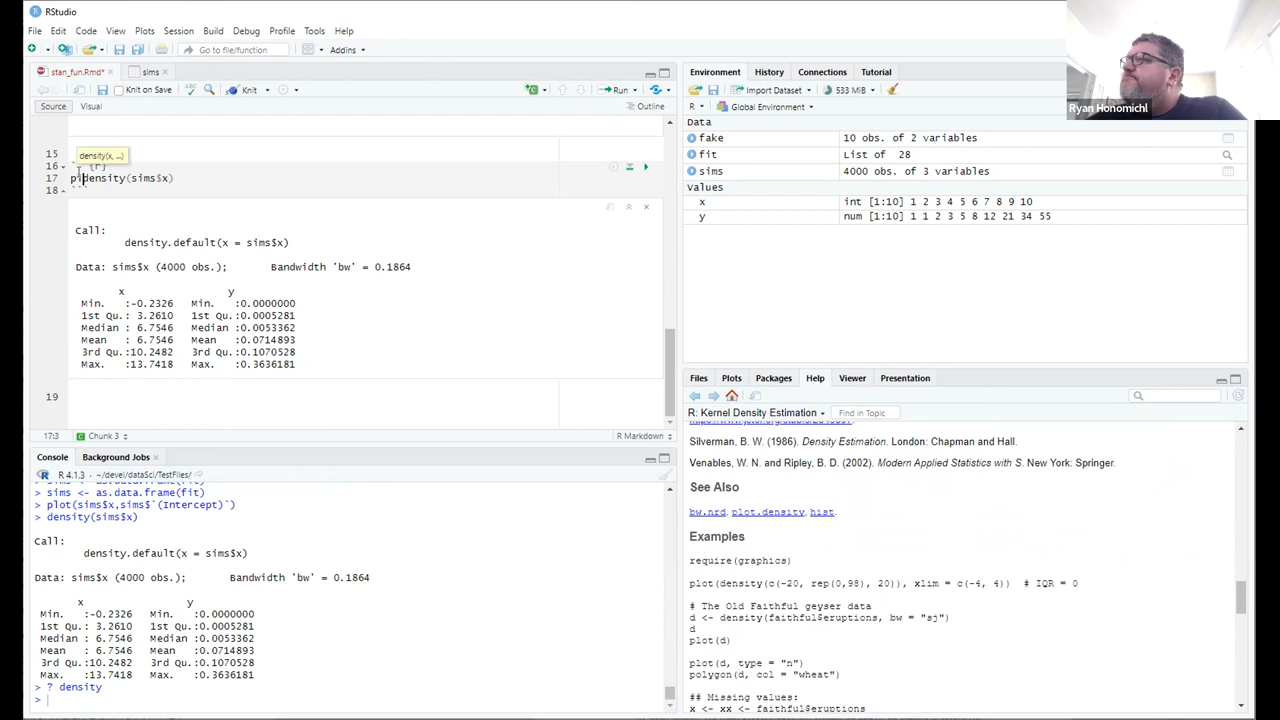 RStudio
File Edit Code View Plots Session Build Debug Profile Tools Help
Go to file/function
Addins
stan_fun.Rmd*
sims
Knit on Save
Knit
Run
Source
Visual
Outline
15
density(x, ...)
16
{r}
17
density(sims$x)
18
```
Call:
density.default(x = sims$x)
Data: sims$x (4000 obs.); Bandwidth 'bw' = 0.1864
x y
Min. :-0.2326 Min. :0.0000000
1st Qu.: 3.2610 1st Qu.:0.0005281
Median : 6.7546 Median :0.0053362
Mean : 6.7546 Mean :0.0714893
3rd Qu.:10.2482 3rd Qu.:0.1070528
Max. :13.7418 Max. :0.3636181
19
17:3
Chunk 3
R Markdown
Console
Background Jobs
R 4.1.3 · ~/devel/dataSci/TestFiles/
> sims <- as.data.frame(fit)
> sims <- as.data.frame(fit)
> plot(sims$x,sims$`(Intercept)`)
> density(sims$x)
Call:
density.default(x = sims$x)
Data: sims$x (4000 obs.); Bandwidth 'bw' = 0.1864
x y
Min. :-0.2326 Min. :0.0000000
1st Qu.: 3.2610 1st Qu.:0.0005281
Median : 6.7546 Median :0.0053362
Mean : 6.7546 Mean :0.0714893
3rd Qu.:10.2482 3rd Qu.:0.1070528
Max. :13.7418 Max. :0.3636181
> ? density
>
Environment History Connections Tutorial
Import Dataset
533 MiB
R
Global Environment
Data
fake 10 obs. of 2 variables
fit List of 28
sims 4000 obs. of 3 variables
Values
x int [1:10] 1 2 3 4 5 6 7 8 9 10
y num [1:10] 1 1 2 3 5 8 12 21 34 55
Files Plots Packages Help Viewer Presentation
R: Kernel Density Estimation
Find in Topic
Silverman, B. W. (1986). Density Estimation. London: Chapman and Hall.
Venables, W. N. and Ripley, B. D. (2002). Modern Applied Statistics with S. New York: Springer.
See Also
bw.nrd, plot.density, hist.
Examples
require(graphics)
plot(density(c(-20, rep(0,98), 20)), xlim = c(-4, 4)) # IQR = 0
# The Old Faithful geyser data
d <- density(faithful$eruptions, bw = "sj")
d
plot(d)
plot(d, type = "n")
polygon(d, col = "wheat")
## Missing values:
x <- xx <- faithful$eruptions
Ryan Honomichl